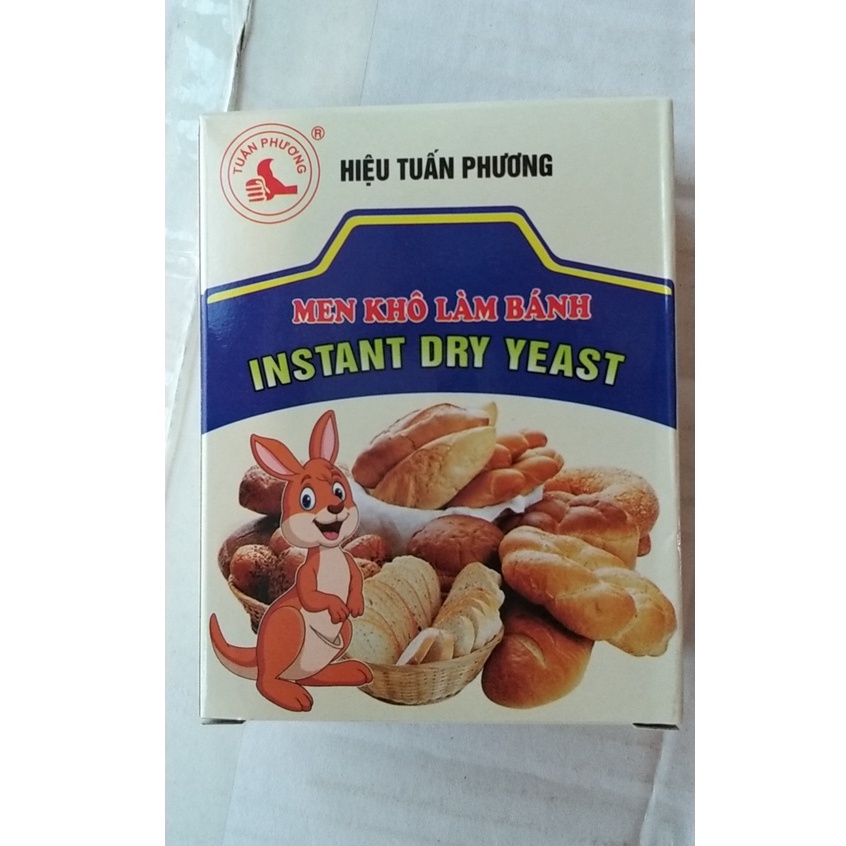 TUẤN PHƯƠNG
®
HIỆU TUẤN PHƯƠNG
MEN KHÔ LÀM BÁNH
INSTANT DRY YEAST